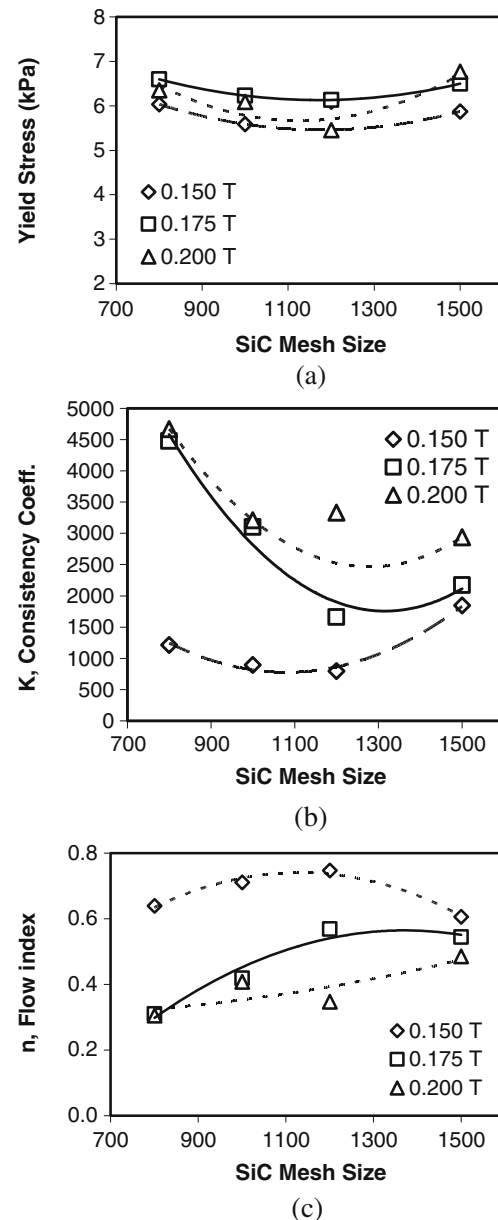 8
7
6
5
4
3
2
Yield Stress (kPa)
0.150 T
0.175 T
0.200 T
700 900 1100 1300 1500
SiC Mesh Size
(a)
5000
4500
4000
3500
3000
2500
2000
1500
1000
500
0
K, Consistency Coeff.
0.150 T
0.175 T
0.200 T
700 900 1100 1300 1500
SiC Mesh Size
(b)
0.8
0.6
0.4
0.2
0.0
n, Flow index
0.150 T
0.175 T
0.200 T
700 900 1100 1300 1500
SiC Mesh Size
(c)